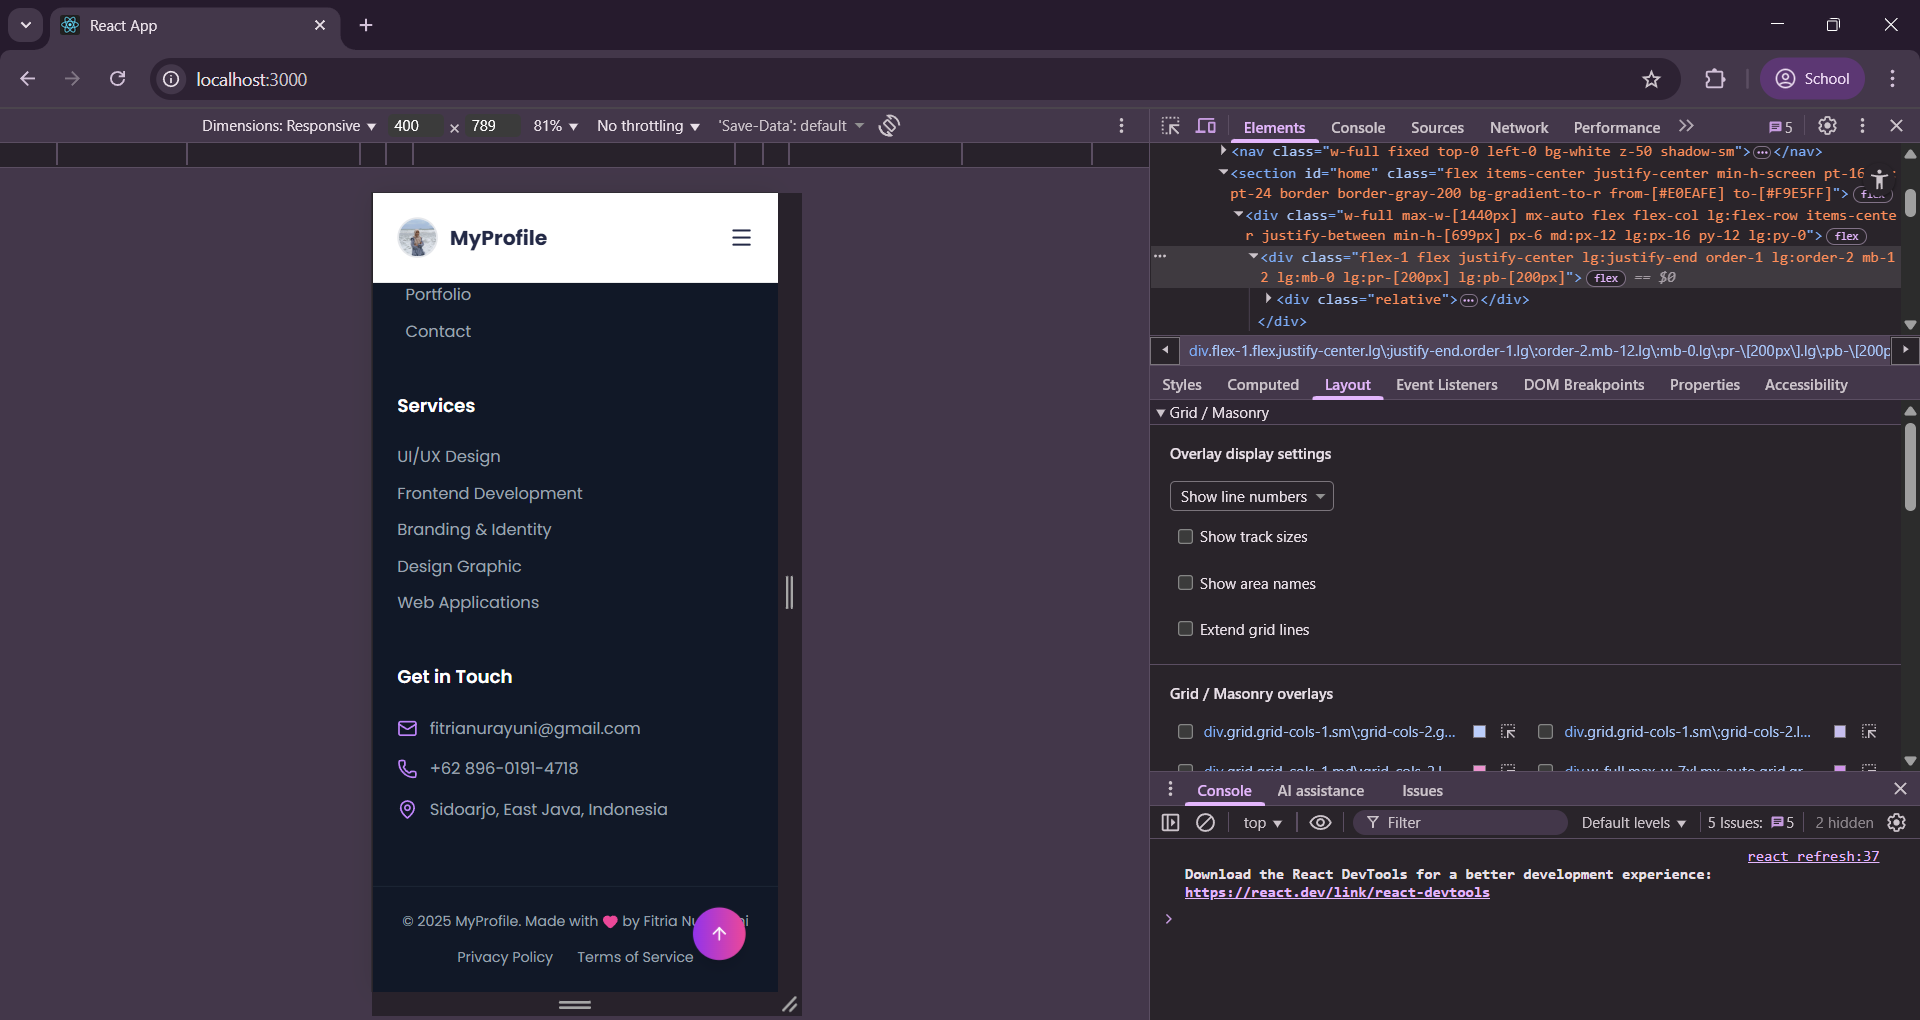 React App
localhost:3000
School
Dimensions: Responsive 400 x 789 81% No throttling 'Save-Data': default
Elements Console Sources Network Performance 5
<nav class="w-full fixed top-0 left-0 bg-white z-50 shadow-sm">…</nav>
<section id="home" class="flex items-center justify-center min-h-screen pt-16
pt-24 border border-gray-200 bg-gradient-to-r from-[#E0EAFE] to-[#F9E5FF]">
<div class="w-full max-w-[1440px] mx-auto flex flex-col lg:flex-row items-cente
r justify-between min-h-[699px] px-6 md:px-12 lg:px-16 py-12 lg:py-0"> flex
<div class="flex-1 flex justify-center lg:justify-end order-1 lg:order-2 mb-1
2 lg:mb-0 lg:pr-[200px] lg:pb-[200px]"> flex == $0
<div class="relative">…</div>
</div>
div.flex-1.flex.justify-center.lg\:justify-end.order-1.lg\:order-2.mb-12.lg\:mb-0.lg\:pr-\[200px\].lg\:pb-\[200p
Styles Computed Layout Event Listeners DOM Breakpoints Properties Accessibility
Grid / Masonry
Overlay display settings
Show line numbers
Show track sizes
Show area names
Extend grid lines
Grid / Masonry overlays
div.grid.grid-cols-1.sm\:grid-cols-2.g... div.grid.grid-cols-1.sm\:grid-cols-2.l...
Console AI assistance Issues
top Filter Default levels 5 Issues: 5 2 hidden
react refresh:37
Download the React DevTools for a better development experience:
https://react.dev/link/react-devtools
MyProfile
Portfolio
Contact
Services
UI/UX Design
Frontend Development
Branding & Identity
Design Graphic
Web Applications
Get in Touch
fitrianurayuni@gmail.com
+62 896-0191-4718
Sidoarjo, East Java, Indonesia
© 2025 MyProfile. Made with ❤ by Fitria
Privacy Policy Terms of Service